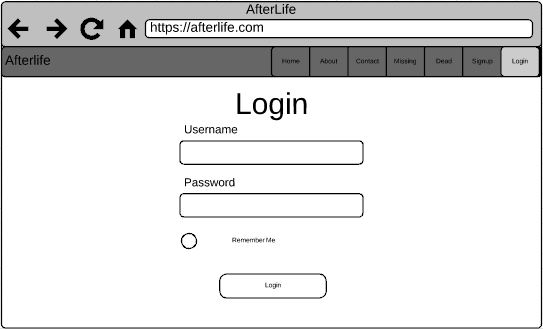 AfterLife
https://afterlife.com
Afterlife Home About Contact Missing Dead Signup Login
Login
Username
Password
Remember Me
Login